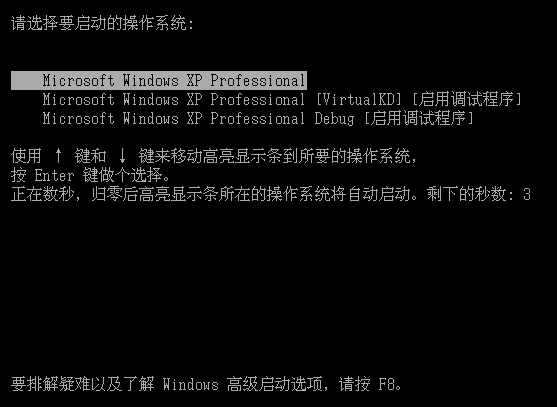 请选择要启动的操作系统:
Microsoft Windows XP Professional
Microsoft Windows XP Professional [VirtualKD] [启用调试程序]
Microsoft Windows XP Professional Debug [启用调试程序]
使用 ↑ 键和 ↓ 键来移动高亮显示条到所要的操作系统,
按 Enter 键做个选择。
正在数秒,归零后高亮显示条所在的操作系统将自动启动。剩下的秒数: 3
要排解疑难以及了解 Windows 高级启动选项,请按 F8。